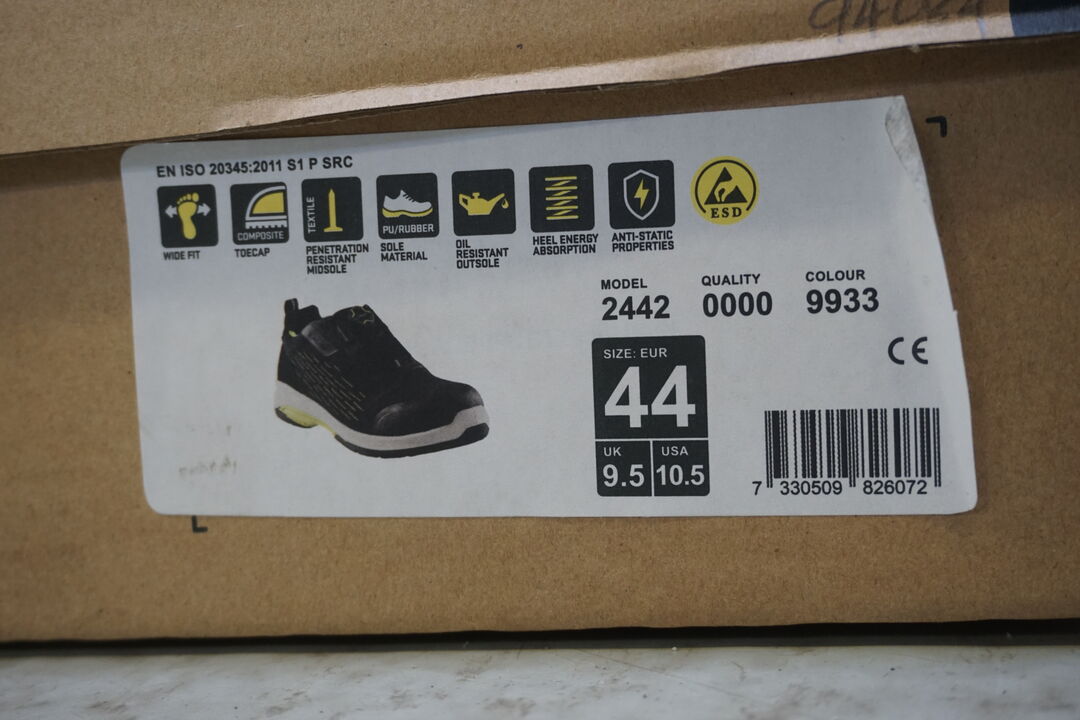 EN ISO 20345:2011 S1 P SRC
WIDE FIT
COMPOSITE
TOECAP
TEXTILE
PENETRATION
RESISTANT
MIDSOLE
PU/RUBBER
SOLE
MATERIAL
OIL
RESISTANT
OUTSOLE
HEEL ENERGY
ABSORPTION
ANTI-STATIC
PROPERTIES
ESD
MODEL
2442
QUALITY
0000
COLOUR
9933
CE
SIZE: EUR
44
UK
9.5
USA
10.5
7 330509 826072